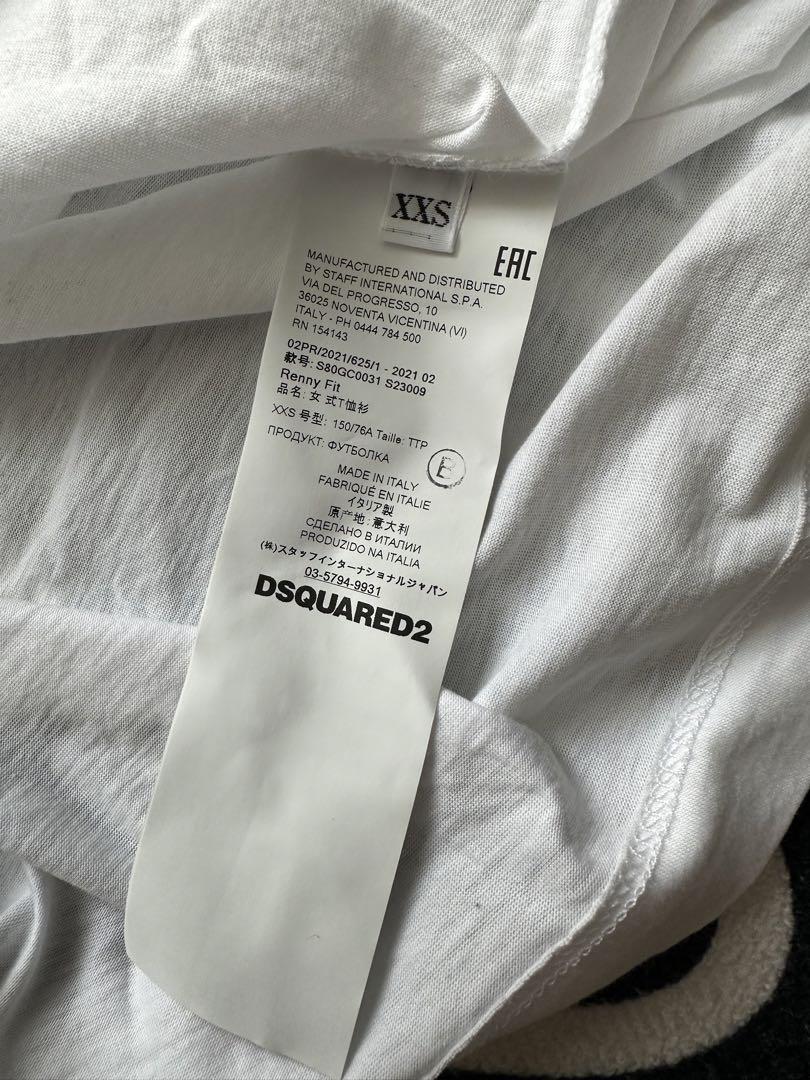 XXS
EAC
MANUFACTURED AND DISTRIBUTED
BY STAFF INTERNATIONAL S.P.A.
VIA DEL PROGRESSO, 10
36025 NOVENTA VICENTINA (VI)
ITALY - PH 0444 784 500
RN 154143
02PR/2021/625/1 - 2021 02
款号: S80GC0031 S23009
Renny Fit
品名: 女 式T恤衫
XXS 号型: 150/76A Taille: TTP
ПРОДУКТ: ФУТБОЛКА
B
MADE IN ITALY
FABRIQUÉ EN ITALIE
イタリア製
原产地: 意大利
СДЕЛАНО В ИТАЛИИ
PRODUZIDO NA ITALIA
(株)スタッフインターナショナルジャパン
03-5794-9931
DSQUARED2